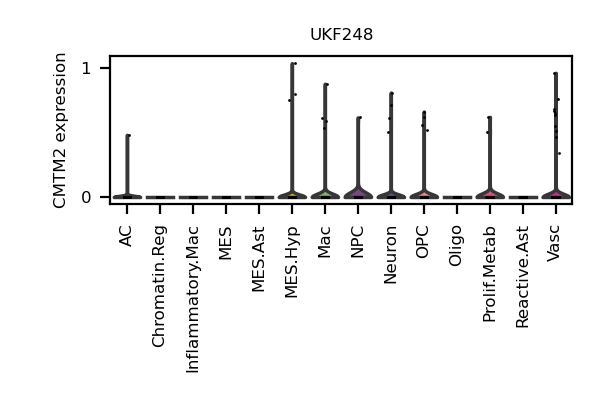 UKF248
CMTM2 expression
1
0
AC
Chromatin.Reg
Inflammatory.Mac
MES
MES.Ast
MES.Hyp
Mac
NPC
Neuron
OPC
Oligo
Prolif.Metab
Reactive.Ast
Vasc